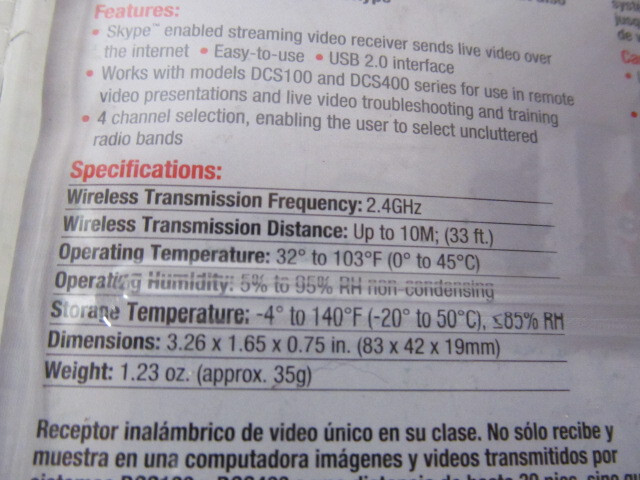 Features:
• Skype™ enabled streaming video receiver sends live video over
the internet • Easy-to-use • USB 2.0 interface
• Works with models DCS100 and DCS400 series for use in remote
video presentations and live video troubleshooting and training
• 4 channel selection, enabling the user to select uncluttered
radio bands
Specifications:
Wireless Transmission Frequency: 2.4GHz
Wireless Transmission Distance: Up to 10M; (33 ft.)
Operating Temperature: 32° to 103°F (0° to 45°C)
Operating Humidity: 5% to 95% RH non-condensing
Storage Temperature: -4° to 140°F (-20° to 50°C), ≤85% RH
Dimensions: 3.26 x 1.65 x 0.75 in. (83 x 42 x 19mm)
Weight: 1.23 oz. (approx. 35g)
Receptor inalámbrico de video único en su clase. No sólo recibe y
muestra en una computadora imágenes y videos transmitidos por